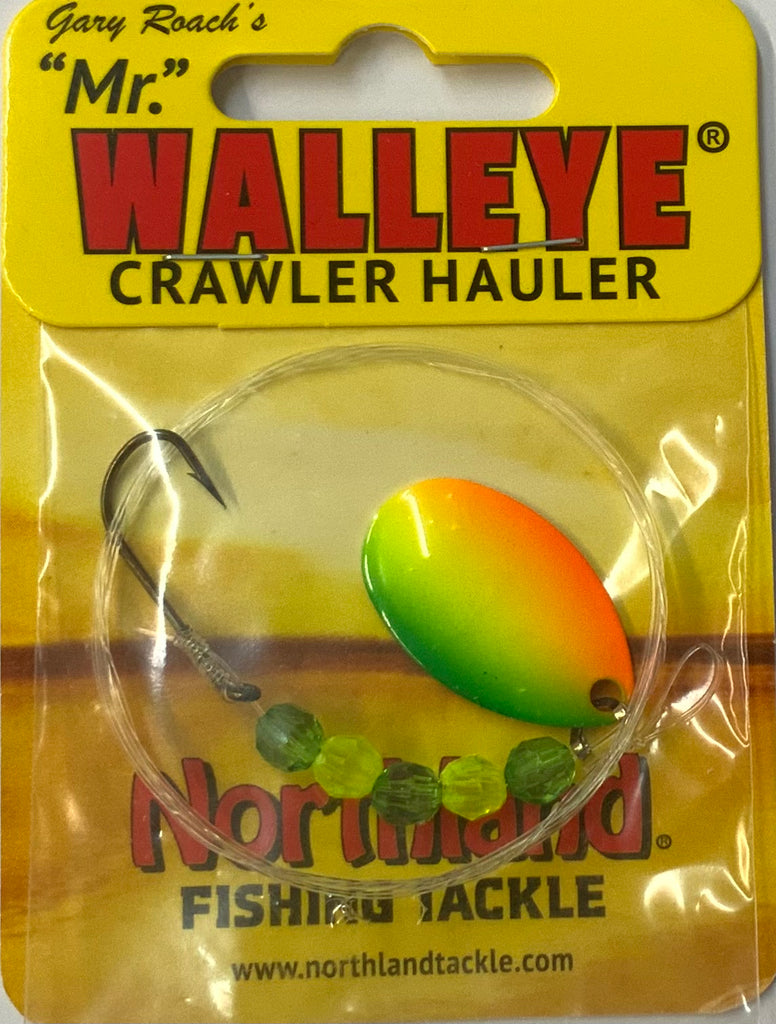 Gary Roach's
"Mr."
WALLEYE®
CRAWLER HAULER
Northland®
FISHING TACKLE
www.northlandtackle.com